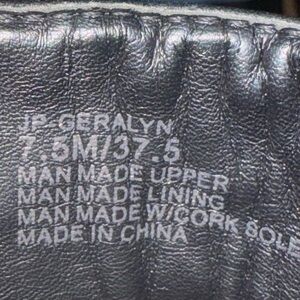 JP-GERALYN
7.5M/37.5
MAN MADE UPPER
MAN MADE LINING
MAN MADE W/CORK SOLE
MADE IN CHINA